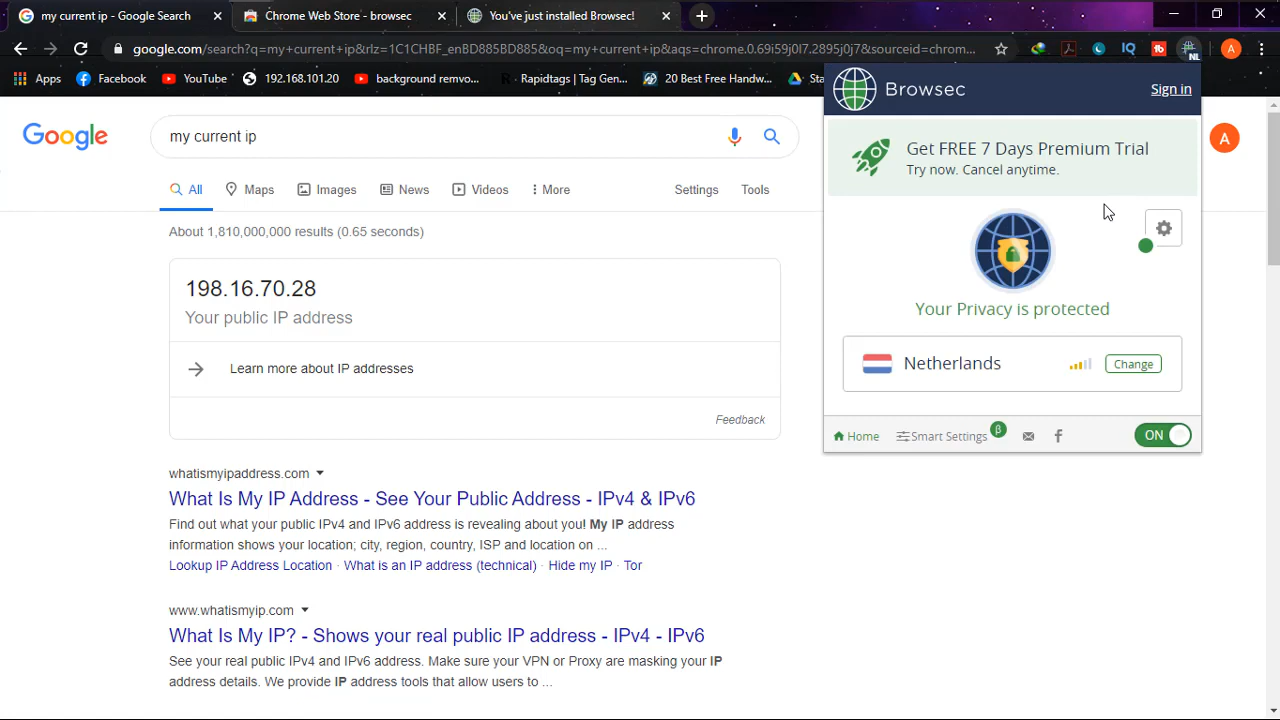 my current ip - Google Search
Chrome Web Store - browsec
You've just installed Browsec!
google.com/search?q=my+current+ip&rlz=1C1CHBF_enBD885BD885&oq=my+current+ip&aqs=chrome.0.69i59j0l7.2895j0j7&sourceid=chrom...
IQ
NL
A
Apps
Facebook
YouTube
192.168.101.20
background remvo...
Rapidtags | Tag Gen...
20 Best Free Handw...
Sta
Browsec
Sign in
Google
my current ip
A
Get FREE 7 Days Premium Trial
Try now. Cancel anytime.
All
Maps
Images
News
Videos
More
Settings
Tools
About 1,810,000,000 results (0.65 seconds)
198.16.70.28
Your public IP address
Your Privacy is protected
Learn more about IP addresses
Netherlands
Change
Feedback
Home
Smart Settings
β
ON
whatismyipaddress.com
What Is My IP Address - See Your Public Address - IPv4 & IPv6
Find out what your public IPv4 and IPv6 address is revealing about you! My IP address
information shows your location; city, region, country, ISP and location on ...
Lookup IP Address Location · What is an IP address (technical) · Hide my IP · Tor
www.whatismyip.com
What Is My IP? - Shows your real public IP address - IPv4 - IPv6
See your real public IPv4 and IPv6 address. Make sure your VPN or Proxy are masking your IP
address details. We provide IP address tools that allow users to ...